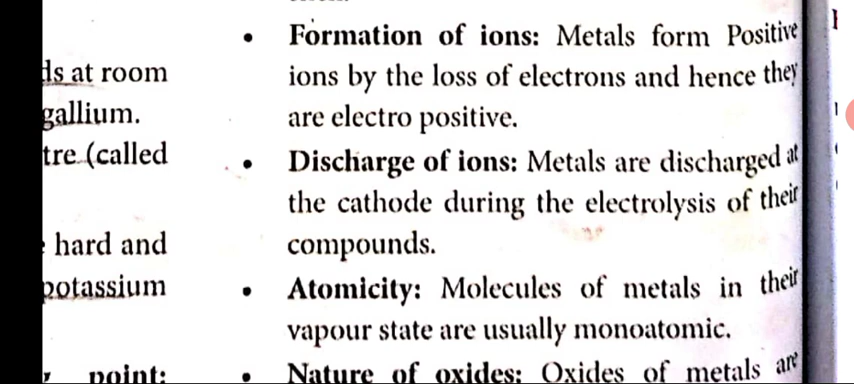 ds at room
gallium.
tre (called
hard and
potassium
point:
• Formation of ions: Metals form Positive
ions by the loss of electrons and hence they
are electro positive.
• Discharge of ions: Metals are discharged at
the cathode during the electrolysis of their
compounds.
• Atomicity: Molecules of metals in their
vapour state are usually monoatomic.
• Nature of oxides: Oxides of metals are